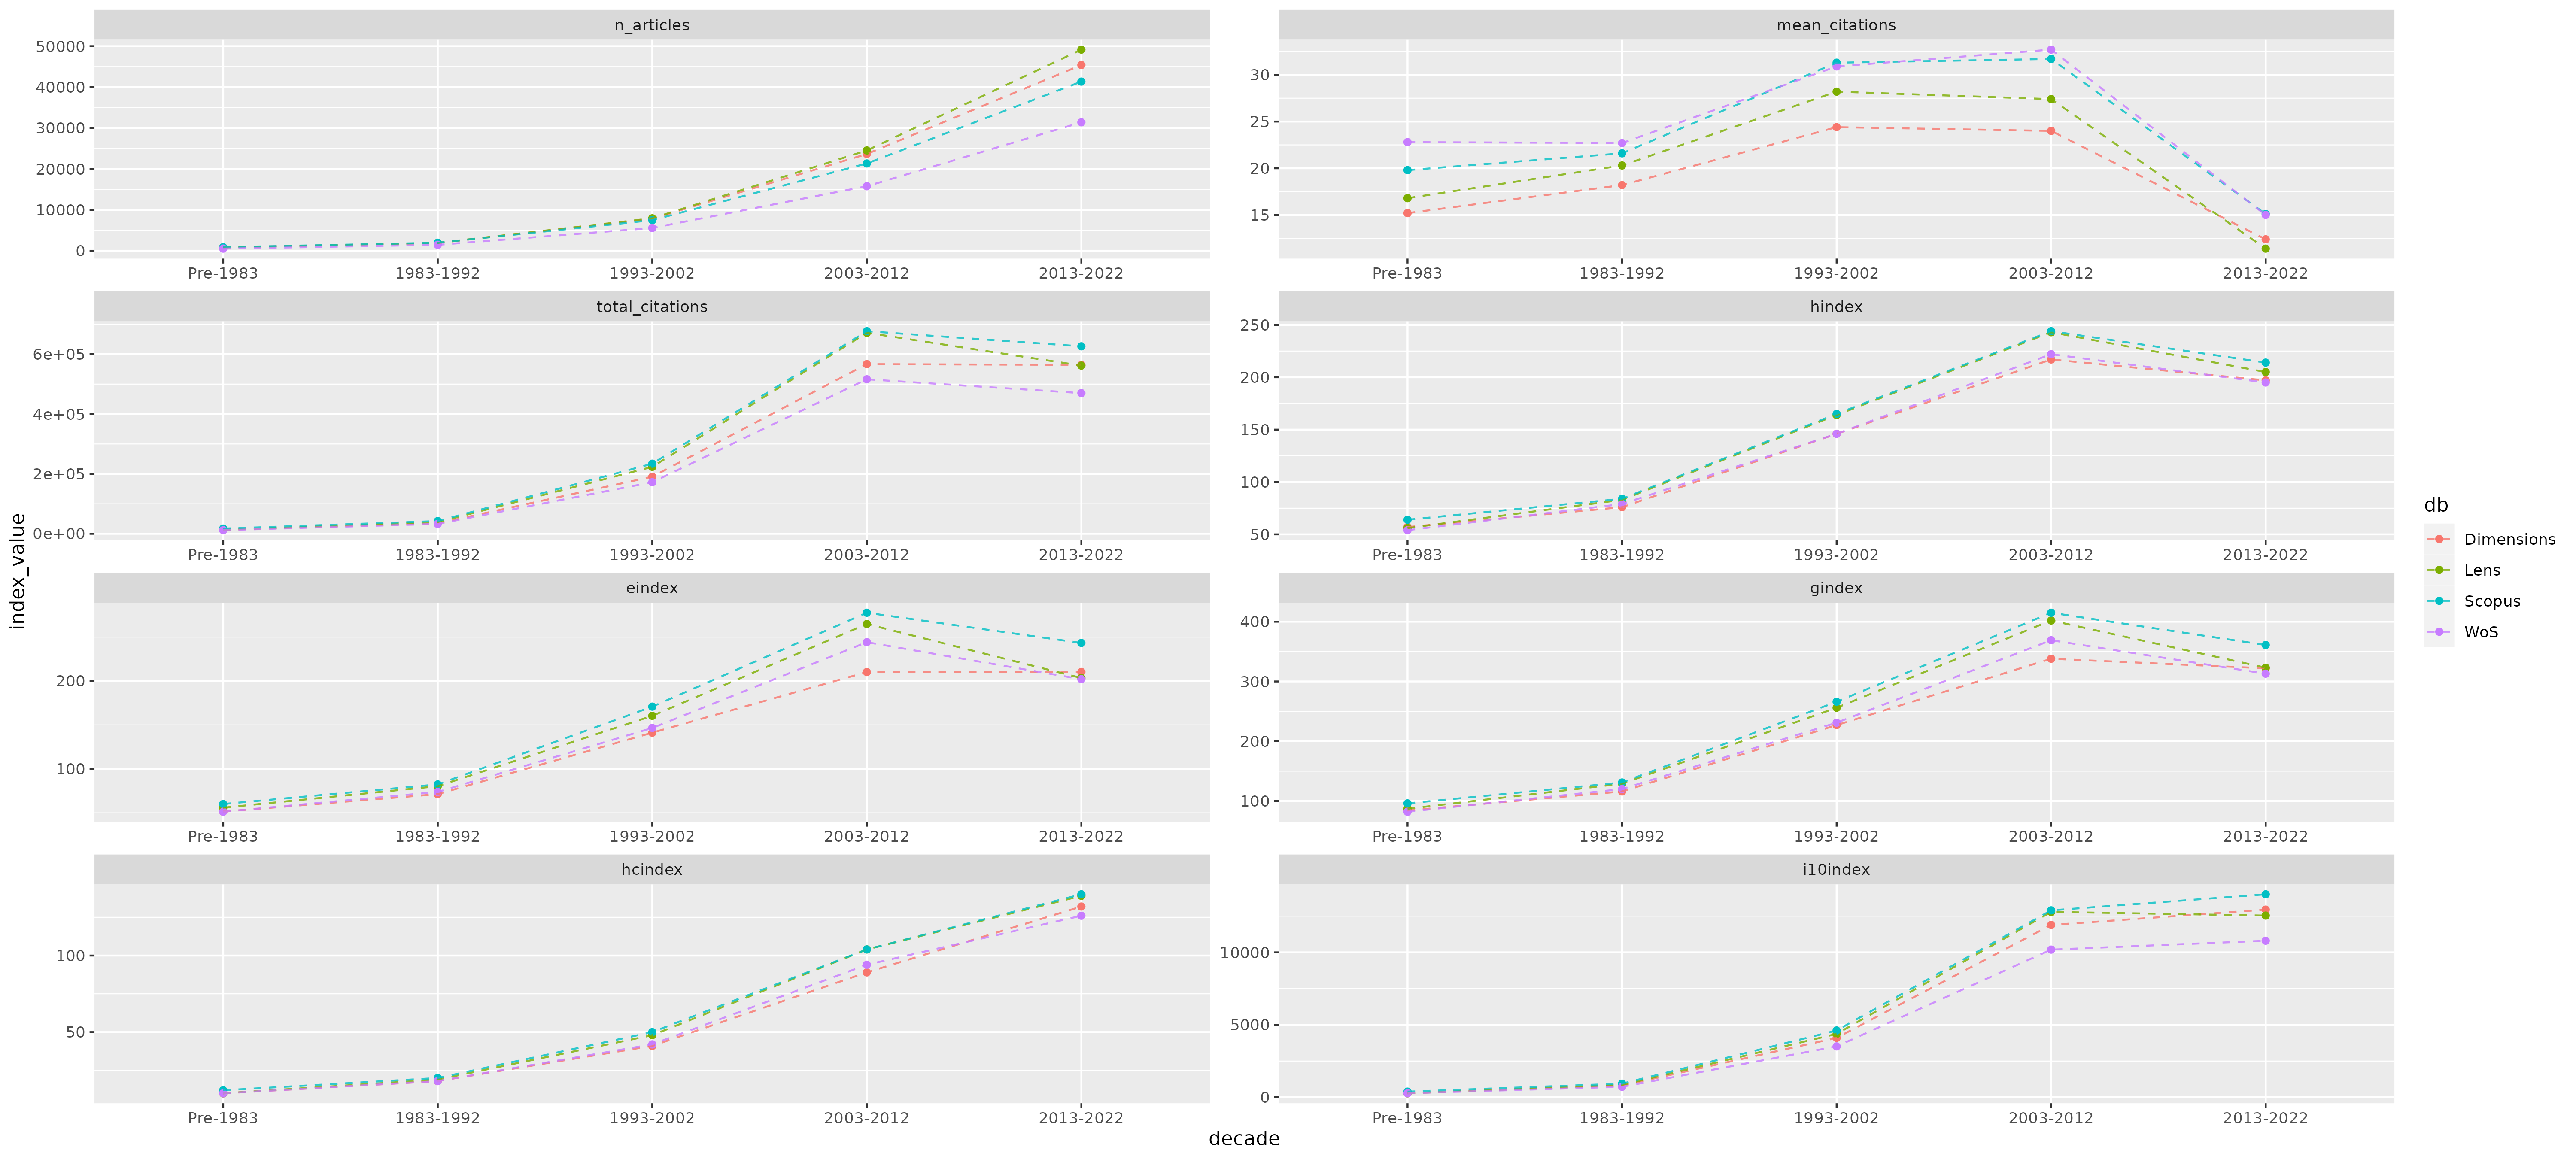 n_articles
50000
40000
30000
20000
10000
0
Pre-1983 1983-1992 1993-2002 2003-2012 2013-2022
mean_citations
30
25
20
15
Pre-1983 1983-1992 1993-2002 2003-2012 2013-2022
total_citations
6e+05
4e+05
2e+05
0e+00
Pre-1983 1983-1992 1993-2002 2003-2012 2013-2022
hindex
250
200
150
100
50
Pre-1983 1983-1992 1993-2002 2003-2012 2013-2022
eindex
200
100
Pre-1983 1983-1992 1993-2002 2003-2012 2013-2022
gindex
400
300
200
100
Pre-1983 1983-1992 1993-2002 2003-2012 2013-2022
hcindex
100
50
Pre-1983 1983-1992 1993-2002 2003-2012 2013-2022
i10index
10000
5000
0
Pre-1983 1983-1992 1993-2002 2003-2012 2013-2022
index_value
decade
db
Dimensions
Lens
Scopus
WoS